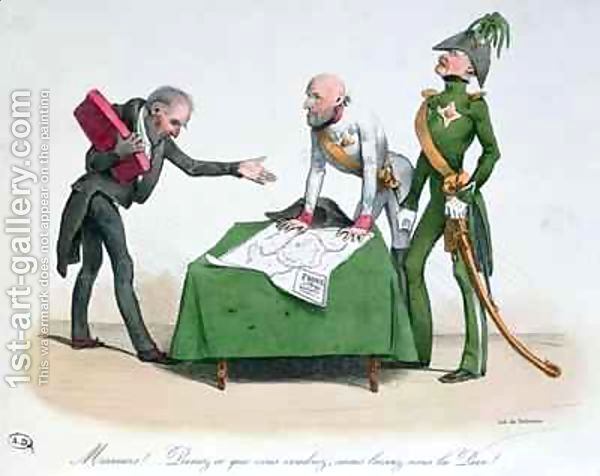 1st-art-gallery.com
This watermark does not appear on the painting
A.D
Messieurs! Prenez ce que vous voudrez, mais laissez nous la Paix!